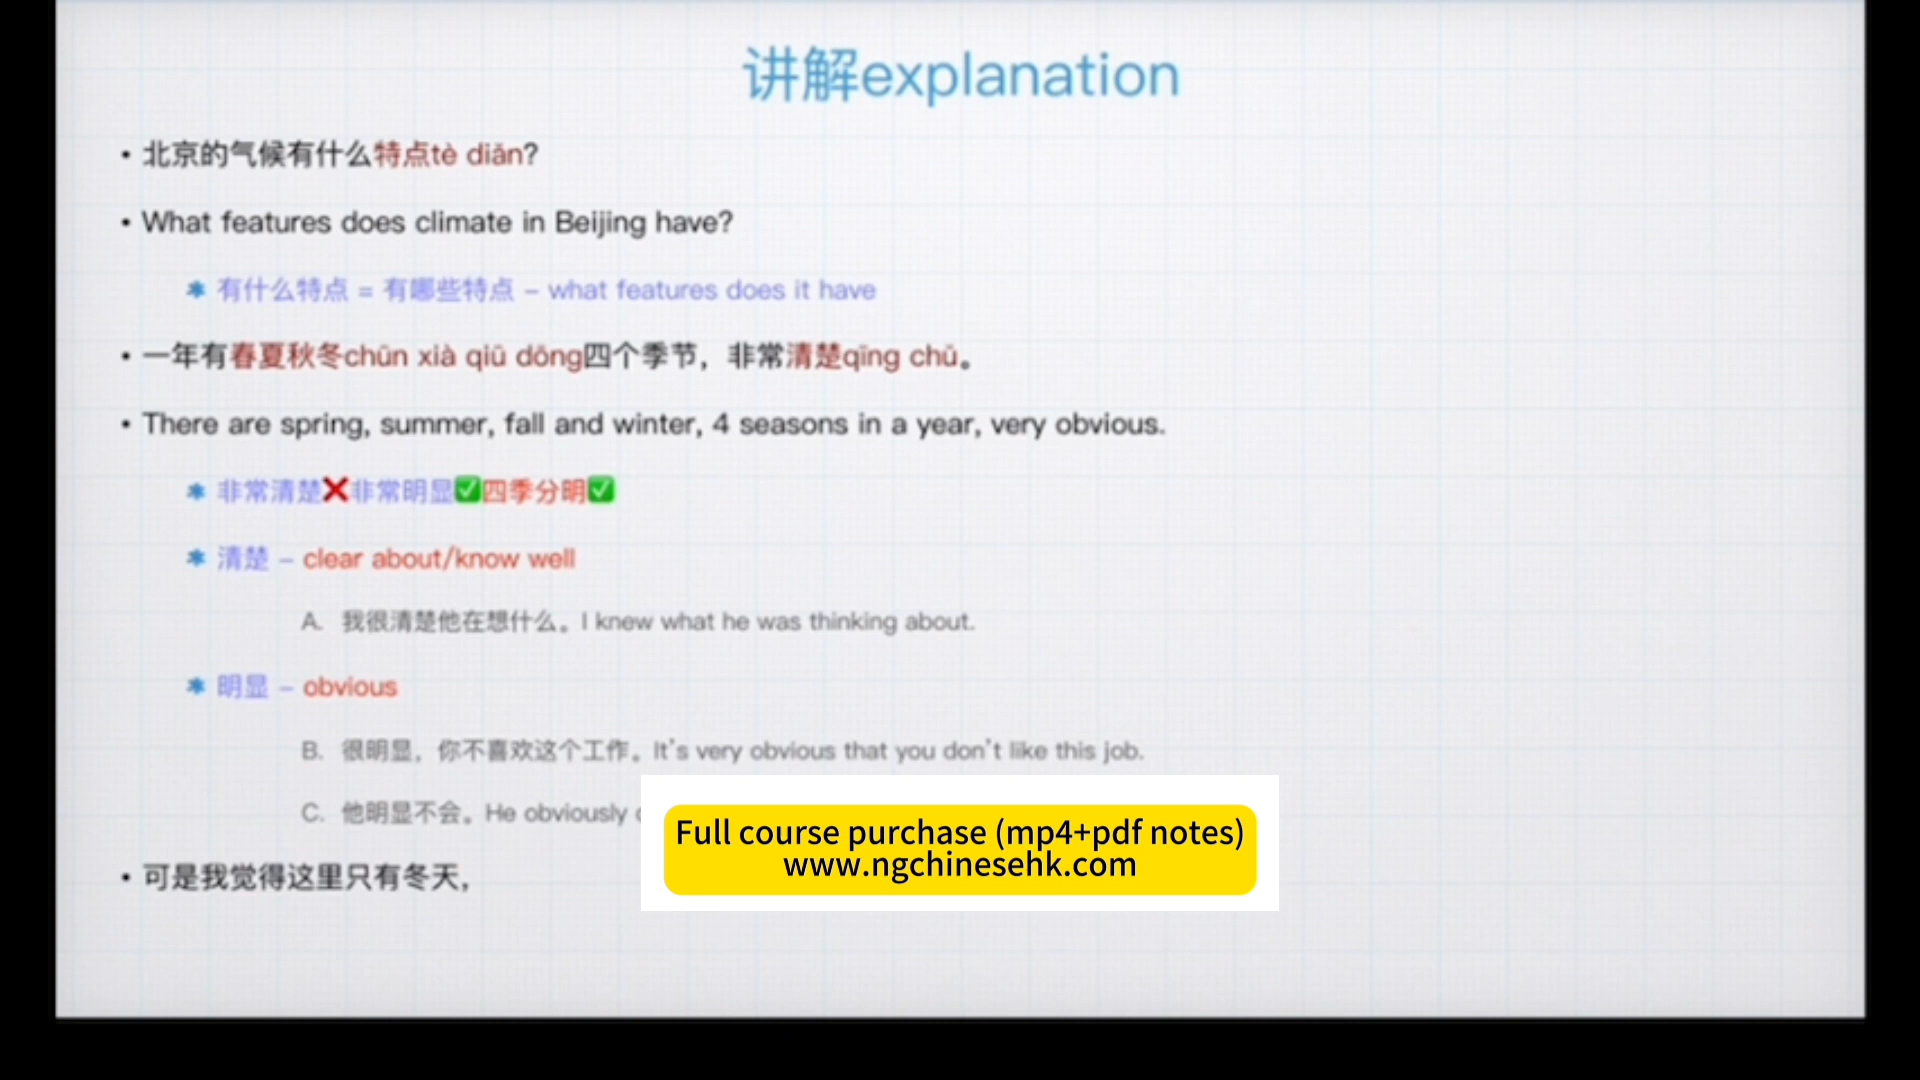 讲解explanation
• 北京的气候有什么特点tè diǎn?
• What features does climate in Beijing have?
✱ 有什么特点 = 有哪些特点 – what features does it have
• 一年有春夏秋冬chūn xià qiū dōng四个季节，非常清楚qīng chǔ。
• There are spring, summer, fall and winter, 4 seasons in a year, very obvious.
✱ 非常清楚❌非常明显✅四季分明✅
✱ 清楚 – clear about/know well
A. 我很清楚他在想什么。I knew what he was thinking about.
✱ 明显 – obvious
B. 很明显，你不喜欢这个工作。It's very obvious that you don't like this job.
C. 他明显不会。He obviously
• 可是我觉得这里只有冬天，
Full course purchase (mp4+pdf notes)
www.ngchinesehk.com